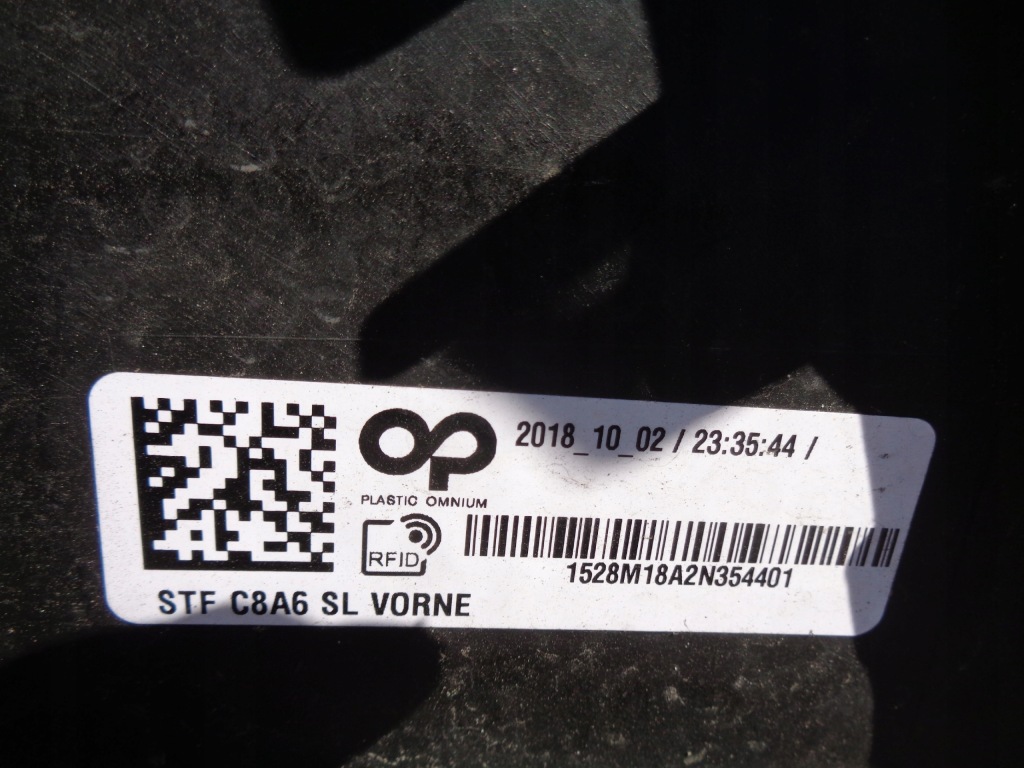 2018_10_02 / 23:35:44 /
PLASTIC OMNIUM
RFID
1528M18A2N354401
STF C8A6 SL VORNE